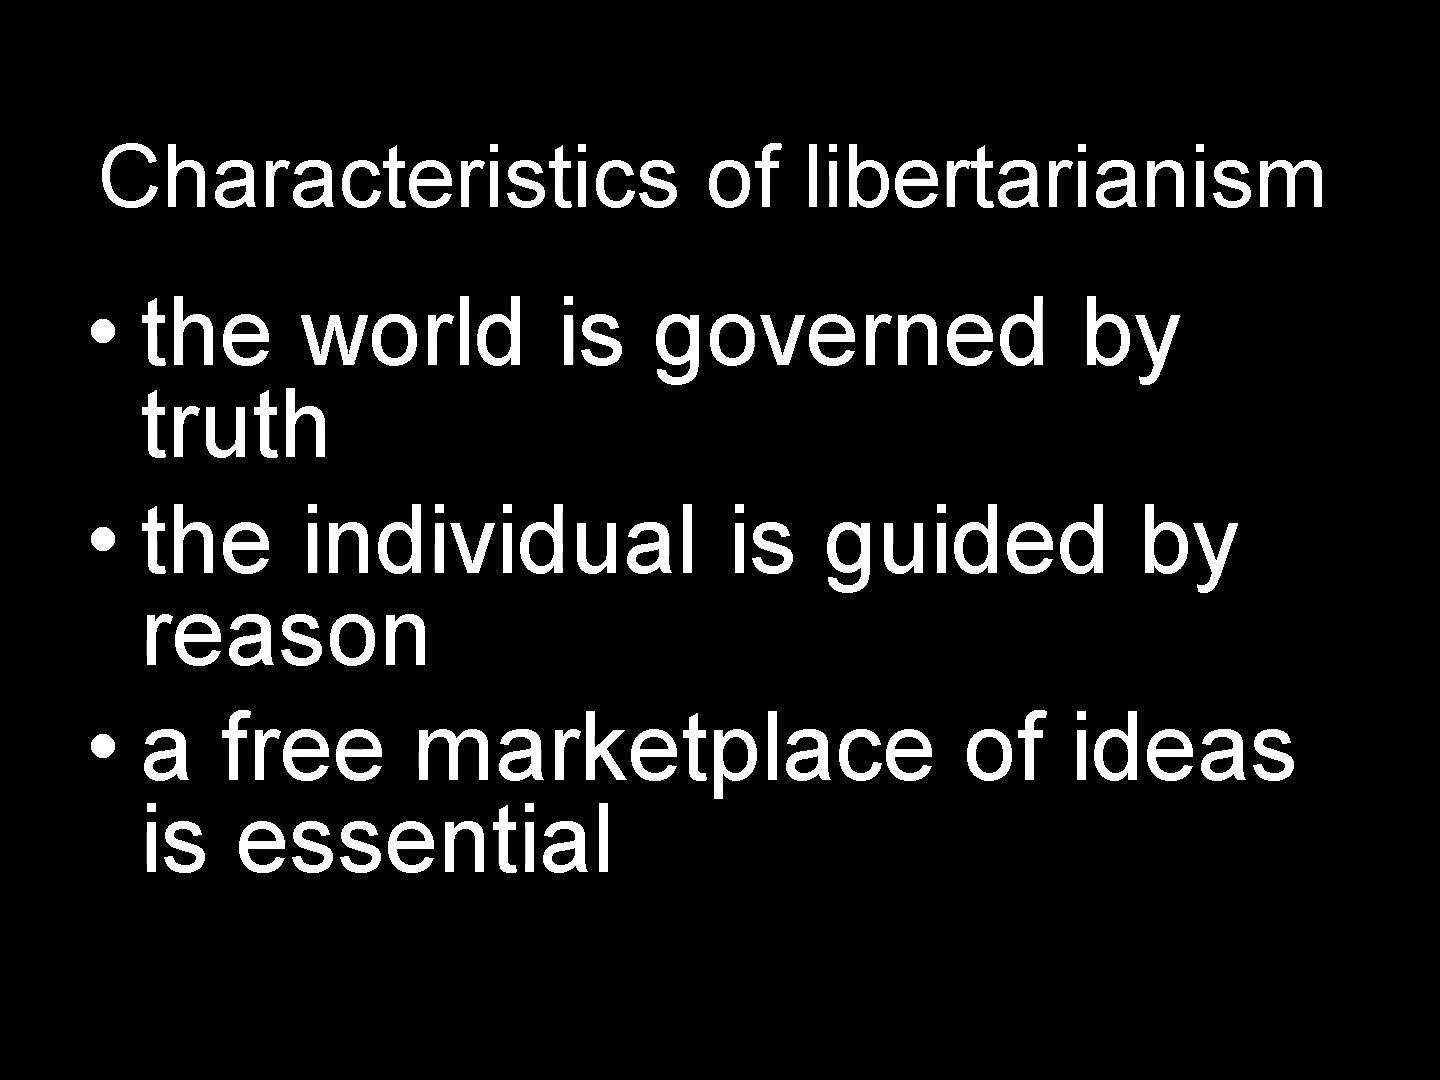 Characteristics of libertarianism
• the world is governed by
truth
• the individual is guided by
reason
• a free marketplace of ideas
is essential